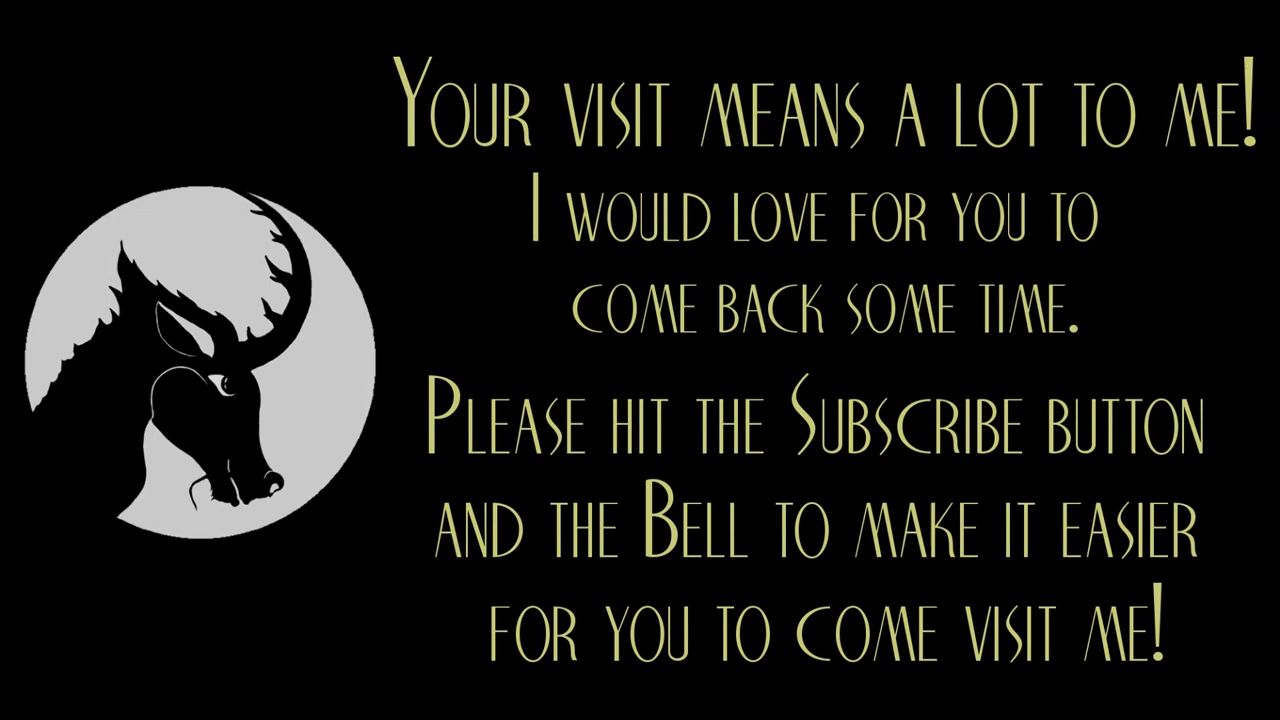 Your visit means a lot to me!
I would love for you to
come back some time.
Please hit the Subscribe button
and the Bell to make it easier
for you to come visit me!